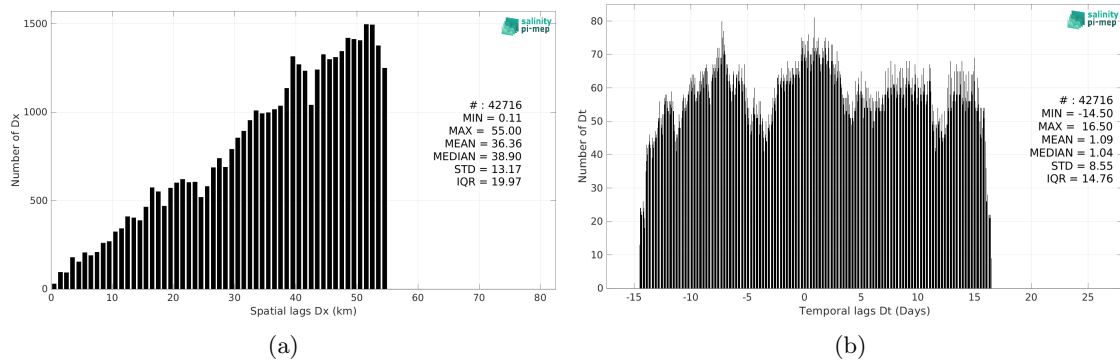 1500
1000
500
0
0
10
20
30
40
50
60
70
80
Number of Dx
Spatial lags Dx (km)
salinity
pi-mep
# : 42716
MIN = 0.11
MAX = 55.00
MEAN = 36.36
MEDIAN = 38.90
STD = 13.17
IQR = 19.97
(a)
80
70
60
50
40
30
20
10
0
-15
-10
-5
0
5
10
15
20
25
Number of Dt
Temporal lags Dt (Days)
salinity
pi-mep
# : 42716
MIN = -14.50
MAX = 16.50
MEAN = 1.09
MEDIAN = 1.04
STD = 8.55
IQR = 14.76
(b)